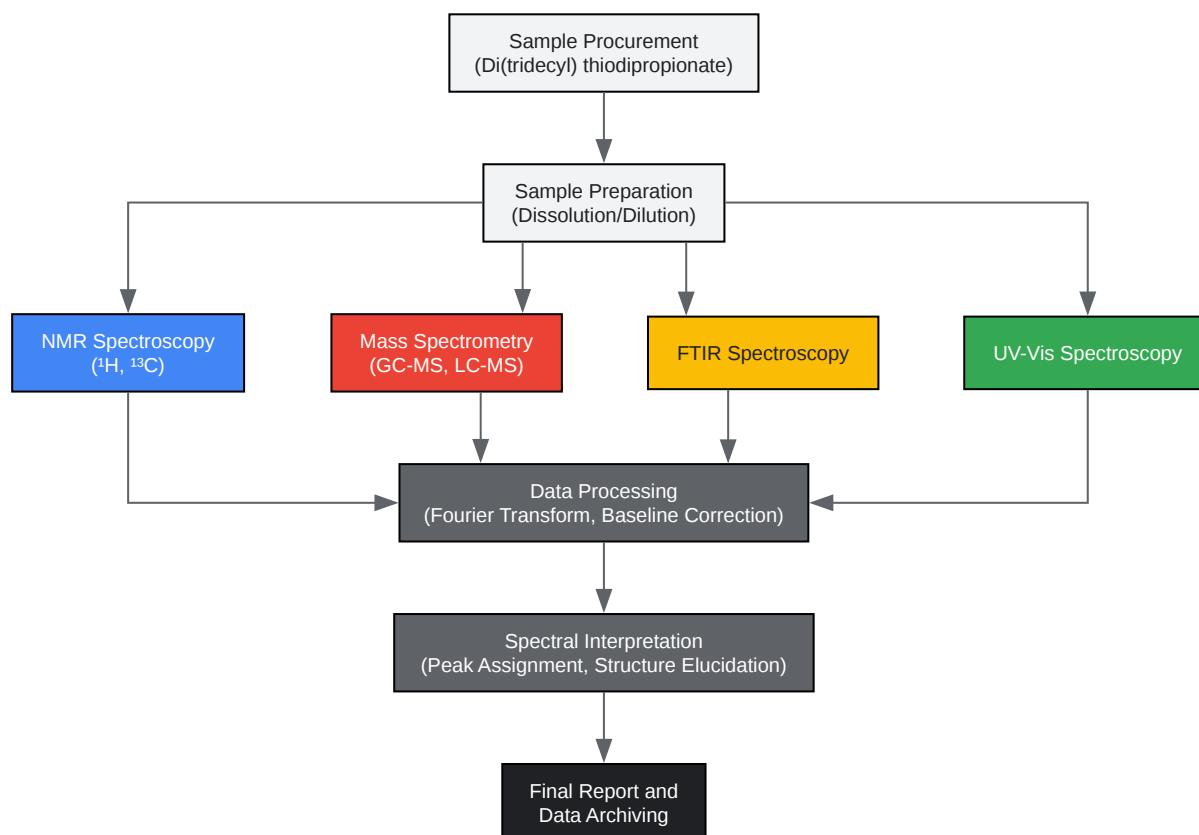 Sample Procurement
(Di(tridecyl) thiodipropionate)
Sample Preparation
(Dissolution/Dilution)
NMR Spectroscopy
(¹H, ¹³C)
Mass Spectrometry
(GC-MS, LC-MS)
FTIR Spectroscopy
UV-Vis Spectroscopy
Data Processing
(Fourier Transform, Baseline Correction)
Spectral Interpretation
(Peak Assignment, Structure Elucidation)
Final Report and
Data Archiving